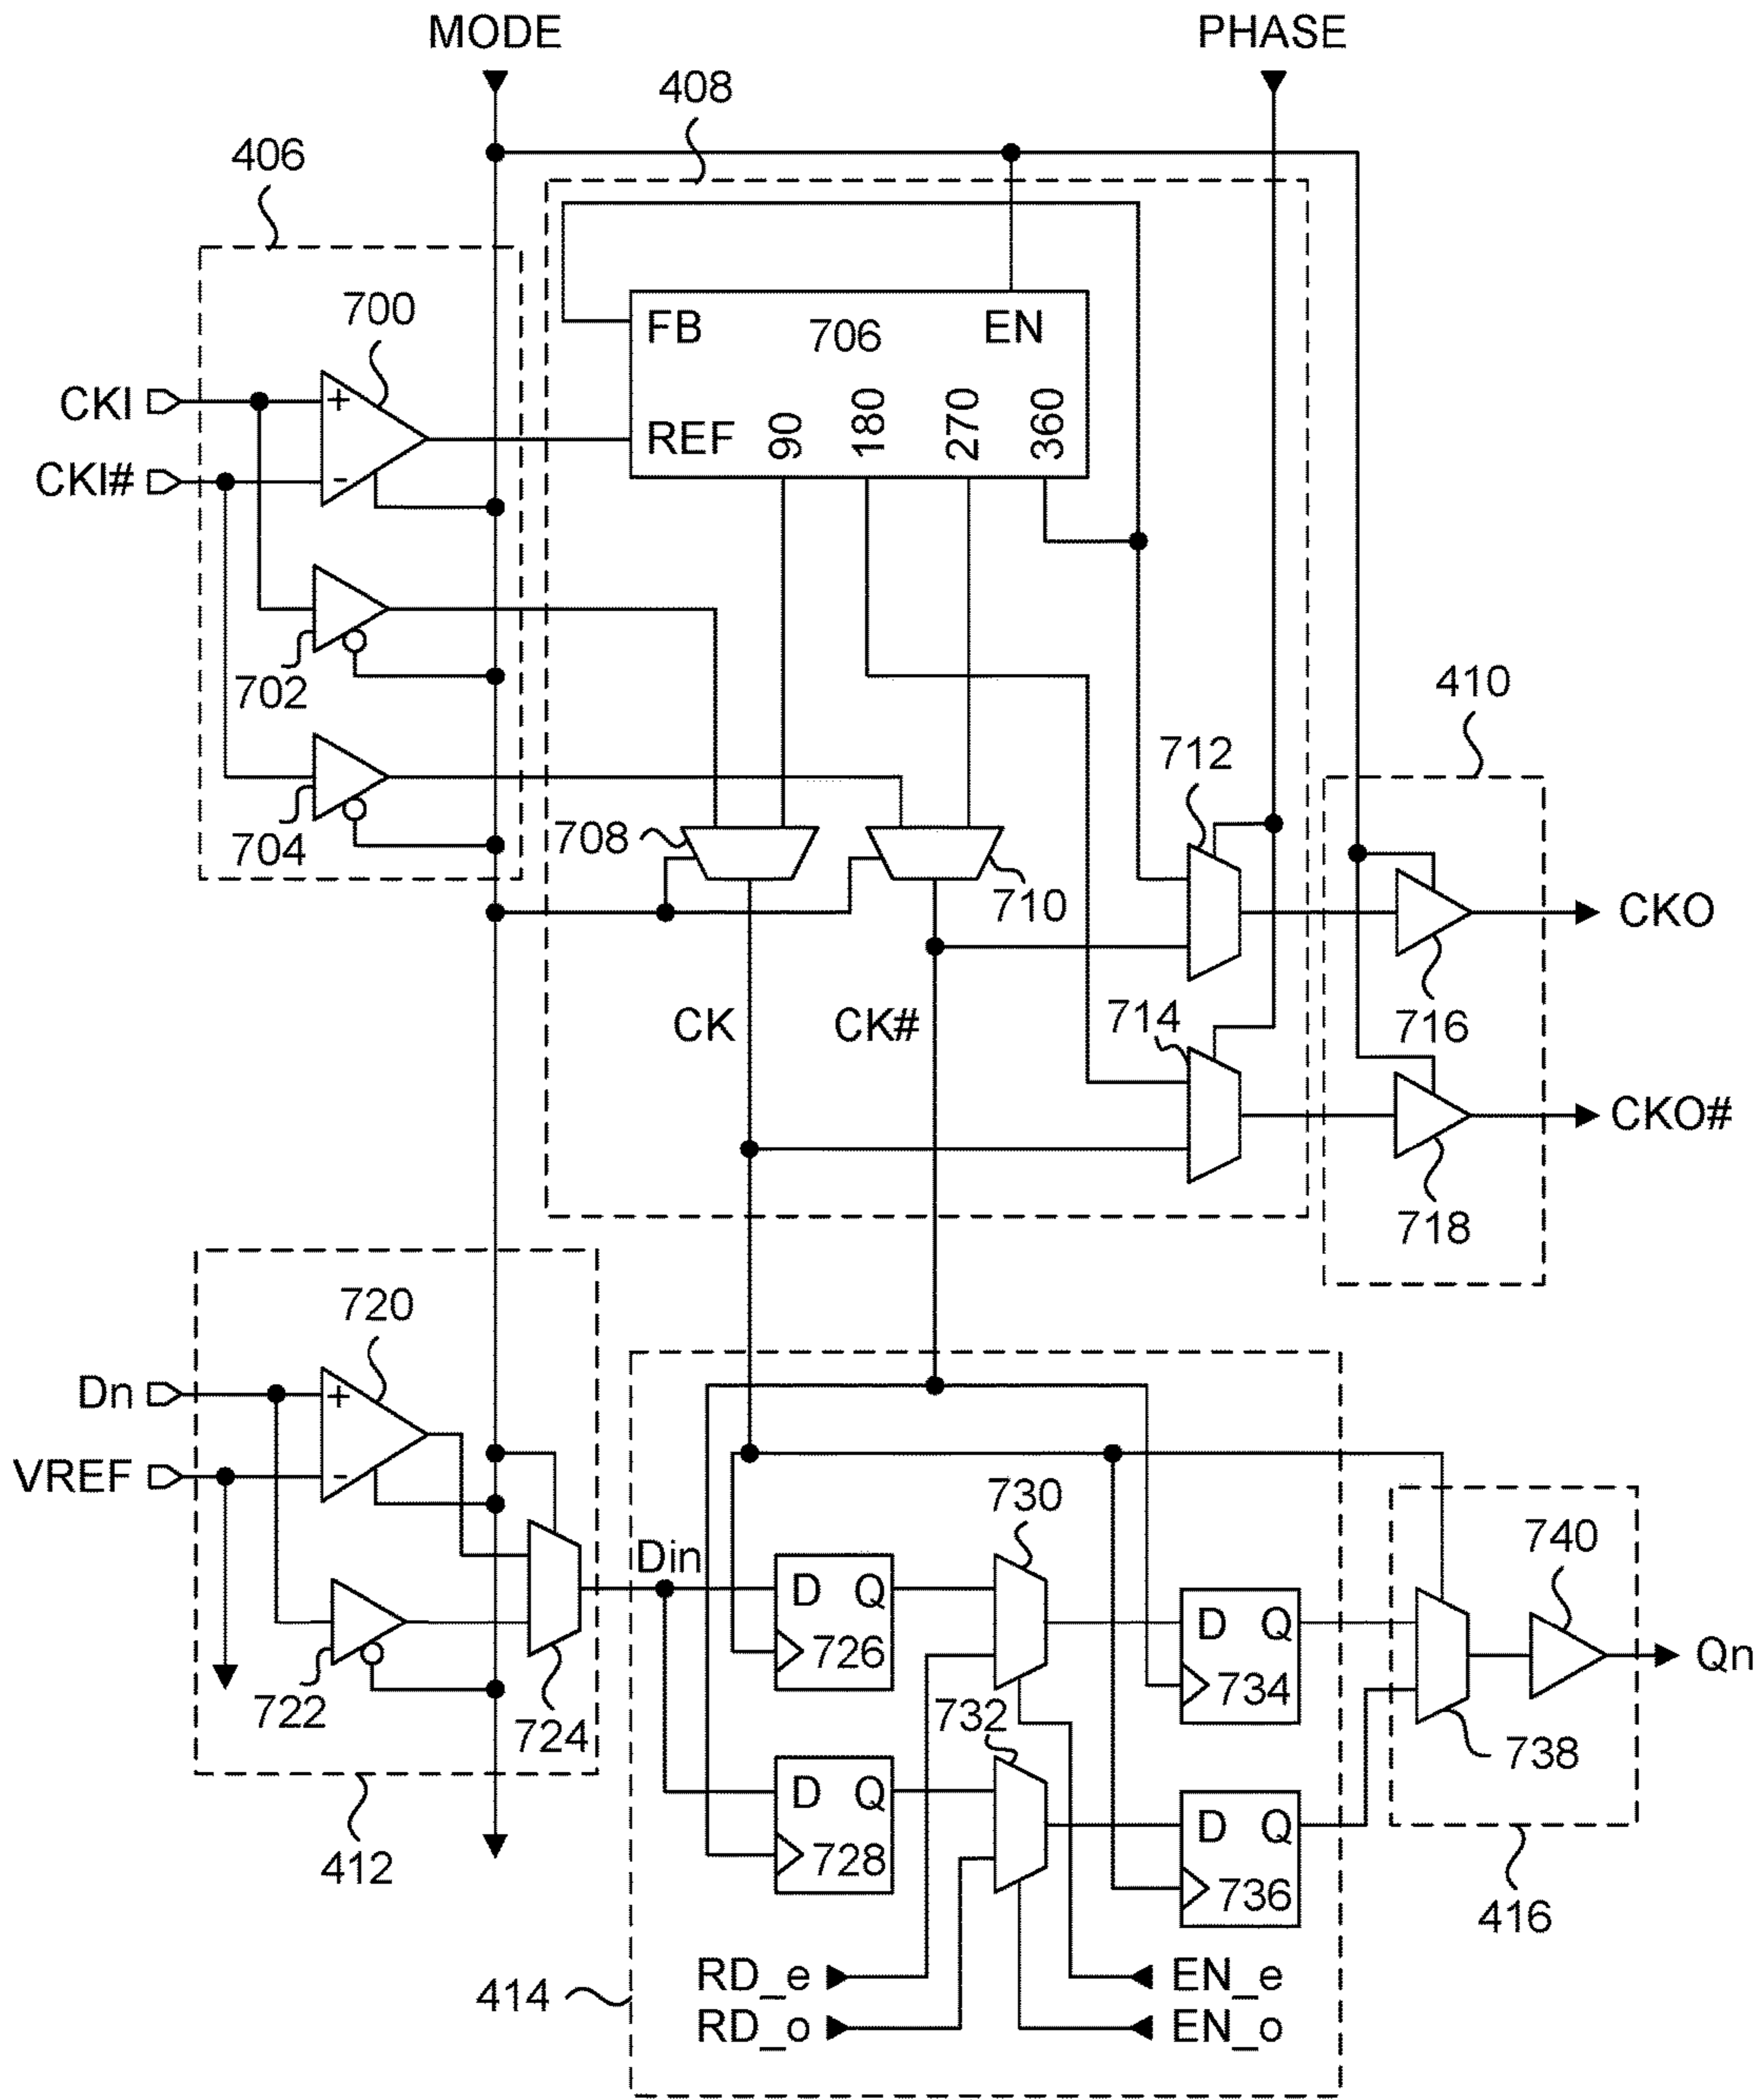 MODE
PHASE
408
406
700
FB
706
EN
CKI
REF
90
180
270
360
CKI#
702
410
712
704
708
710
CKO
CK
CK#
714
716
CKO#
718
720
Dn
+
-
+
-
VREF
730
740
Din
D Q
726
D Q
734
Qn
722
724
732
738
D Q
728
D Q
736
412
416
RD_e
EN_e
414
RD_o
EN_o